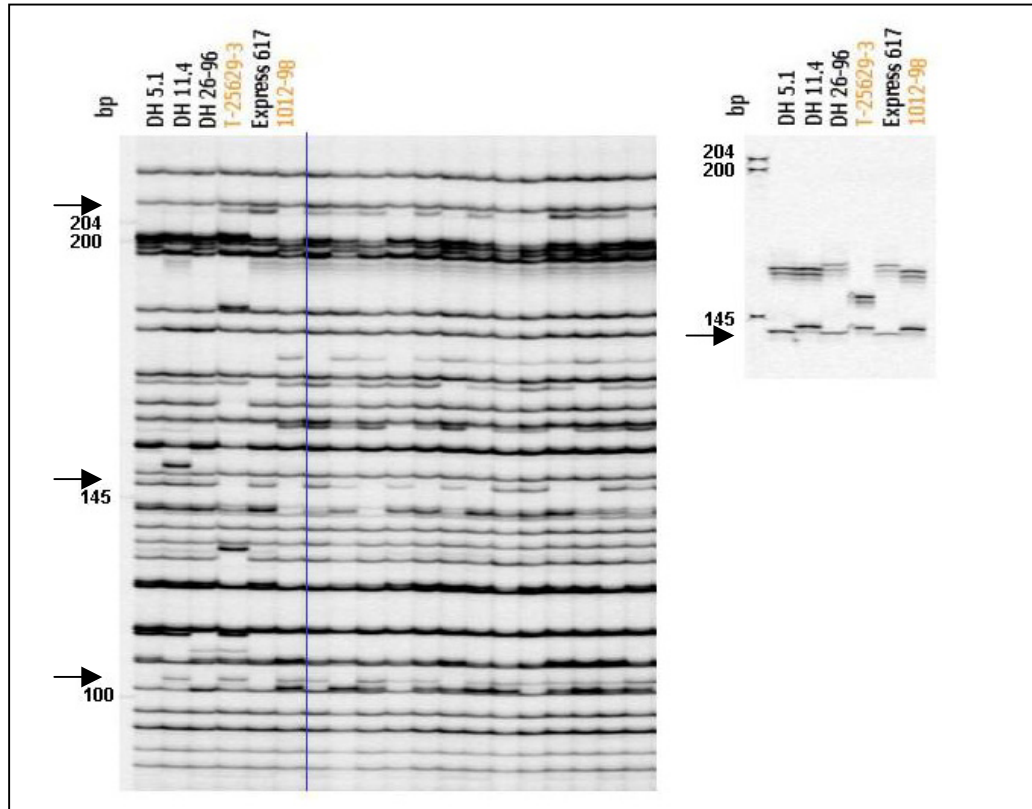 bp
DH 5.1
DH 11.4
DH 26-96
T-25629-3
Express 617
1012-98
204
200
145
100
bp
DH 5.1
DH 11.4
DH 26-96
T-25629-3
Express 617
1012-98
204
200
145